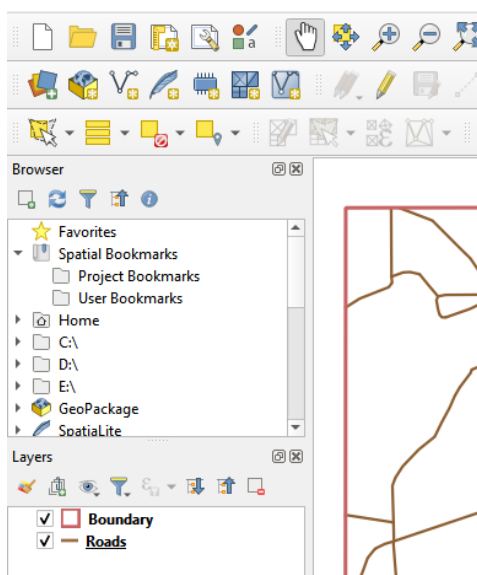 a
Browser
Favorites
Spatial Bookmarks
Project Bookmarks
User Bookmarks
Home
C:\
D:\
E:\
GeoPackage
SpatiaLite
Layers
Boundary
Roads